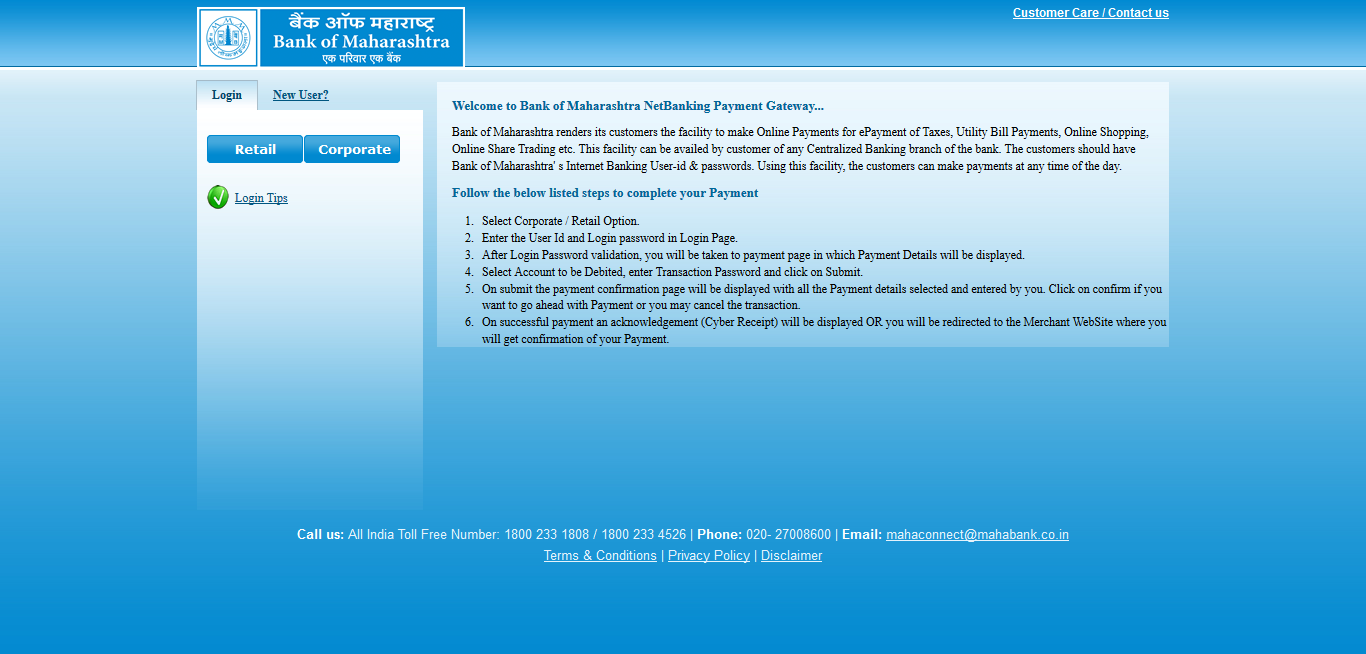 Customer Care / Contact us
बैंक ऑफ महाराष्ट्र
Bank of Maharashtra
एक परिवार एक बैंक
Login
New User?
Retail
Corporate
Login Tips
Welcome to Bank of Maharashtra NetBanking Payment Gateway...
Bank of Maharashtra renders its customers the facility to make Online Payments for ePayment of Taxes, Utility Bill Payments, Online Shopping,
Online Share Trading etc. This facility can be availed by customer of any Centralized Banking branch of the bank. The customers should have
Bank of Maharashtra' s Internet Banking User-id & passwords. Using this facility, the customers can make payments at any time of the day.
Follow the below listed steps to complete your Payment
1. Select Corporate / Retail Option.
2. Enter the User Id and Login password in Login Page.
3. After Login Password validation, you will be taken to payment page in which Payment Details will be displayed.
4. Select Account to be Debited, enter Transaction Password and click on Submit.
5. On submit the payment confirmation page will be displayed with all the Payment details selected and entered by you. Click on confirm if you
want to go ahead with Payment or you may cancel the transaction.
6. On successful payment an acknowledgement (Cyber Receipt) will be displayed OR you will be redirected to the Merchant WebSite where you
will get confirmation of your Payment.
Call us: All India Toll Free Number: 1800 233 1808 / 1800 233 4526 | Phone: 020- 27008600 | Email: mahaconnect@mahabank.co.in
Terms & Conditions | Privacy Policy | Disclaimer